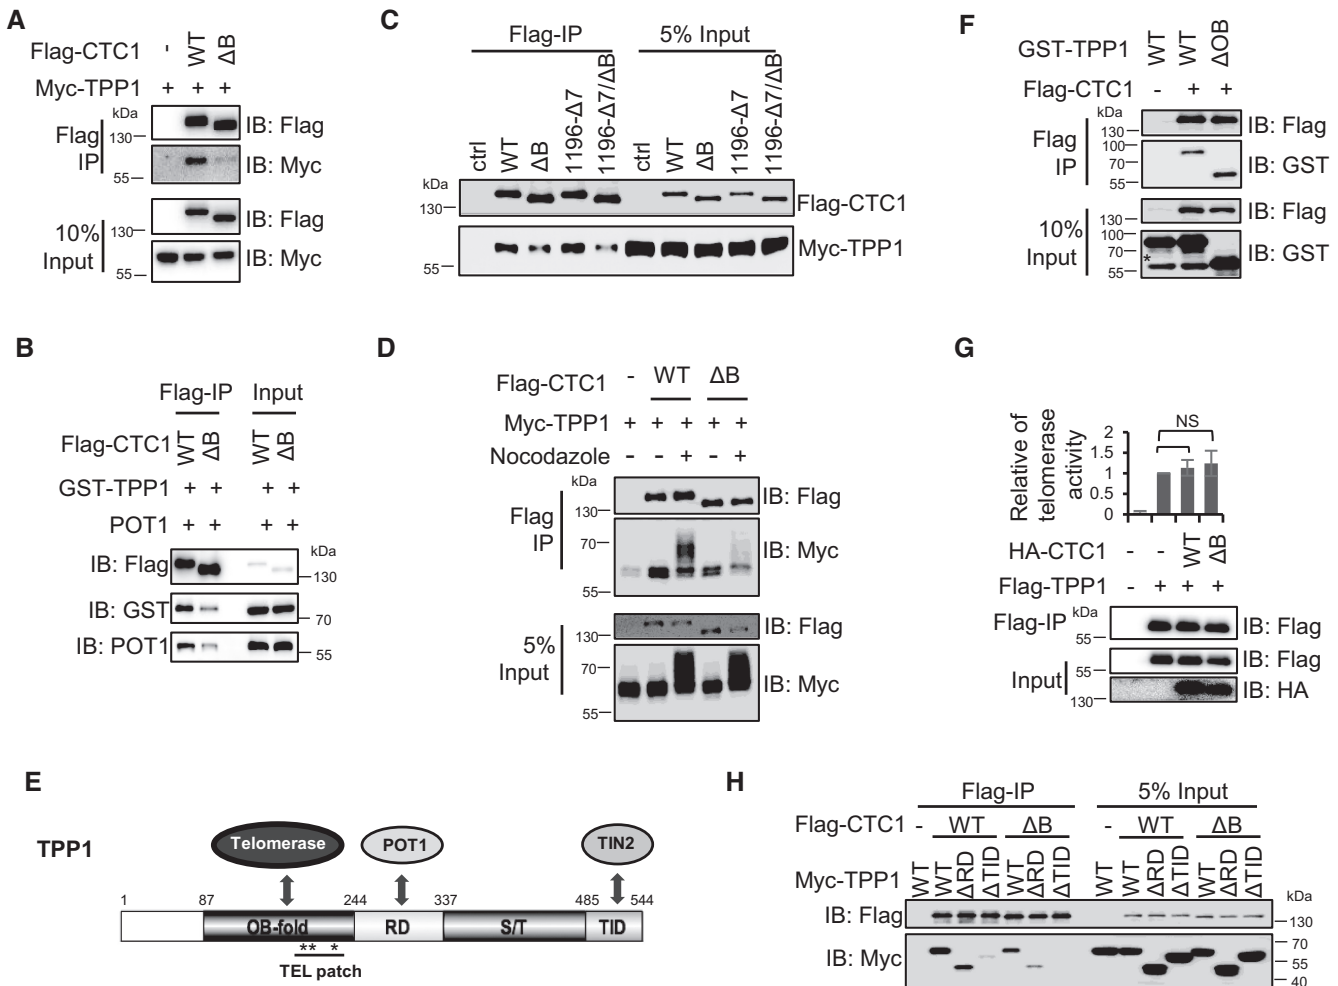 A
Flag-CTC1 - WT ΔB
Myc-TPP1 + + +
kDa
Flag IP
130
IB: Flag
55
IB: Myc
10% Input
130
IB: Flag
55
IB: Myc
B
Flag-IP Input
Flag-CTC1 WT ΔB WT ΔB
GST-TPP1 + + + +
POT1 + + + +
kDa
IB: Flag 130
IB: GST 70
IB: POT1 55
C
Flag-IP 5% Input
ctrl WT ΔB 1196-Δ7 1196-Δ7/ΔB ctrl WT ΔB 1196-Δ7 1196-Δ7/ΔB
kDa
130 Flag-CTC1
55 Myc-TPP1
D
Flag-CTC1 - WT ΔB
Myc-TPP1 + + + + +
Nocodazole - - + - +
kDa
Flag IP
130
IB: Flag
70
IB: Myc
55
5% Input
130
IB: Flag
70
IB: Myc
55
E
TPP1
Telomerase POT1 TIN2
1 87 244 337 485 544
OB-fold RD S/T TID
** *
TEL patch
F
GST-TPP1 WT WT ΔOB
Flag-CTC1 - + +
kDa
Flag IP
130
IB: Flag
100
70
IB: GST
55
10% Input
130
IB: Flag
100
70
IB: GST
*
55
G
Relative of telomerase activity
2
1.5
1
0.5
0
NS
HA-CTC1 - - WT ΔB
Flag-TPP1 - + + +
kDa
Flag-IP 55 IB: Flag
Input
55 IB: Flag
130 IB: HA
H
Flag-IP 5% Input
Flag-CTC1 - WT ΔB - WT ΔB
Myc-TPP1 WT WT ΔRD ΔTID WT ΔRD ΔTID WT WT ΔRD ΔTID WT ΔRD ΔTID
kDa
IB: Flag 130
IB: Myc
70
55
40